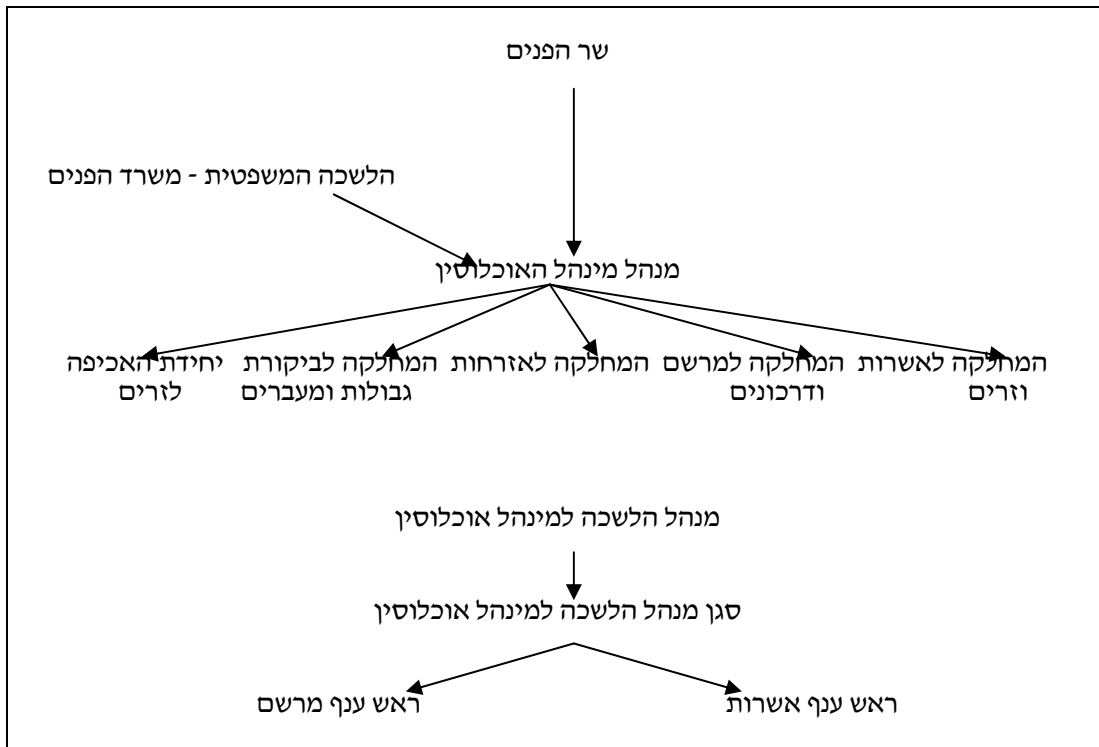 שר הפנים
הלשכה המשפטית - משרד הפנים
מנהל מינהל האוכלוסין
המחלקה לאשרות וזרים
המחלקה למרשם ודרכונים
המחלקה לאזרחות
המחלקה לביקורת גבולות ומעברים
יחידת האכיפה לזרים
מנהל הלשכה למינהל אוכלוסין
סגן מנהל הלשכה למינהל אוכלוסין
ראש ענף אשרות
ראש ענף מרשם